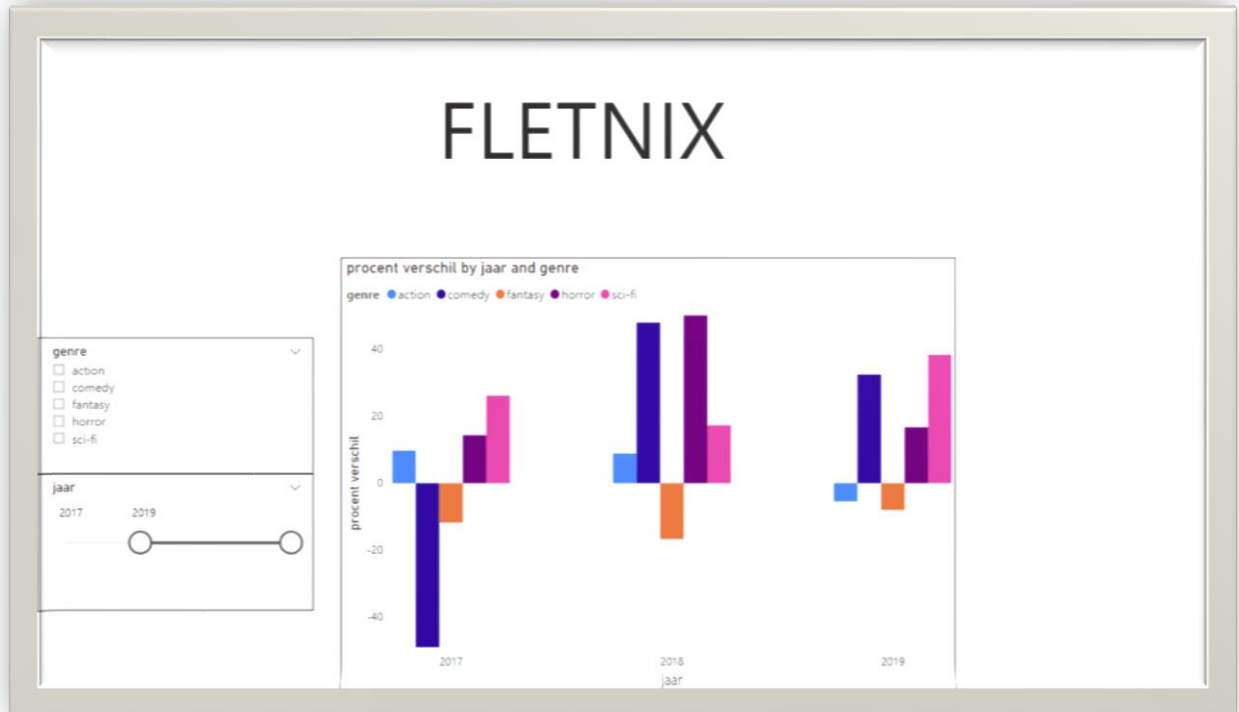 FLETNIX
genre
action
comedy
fantasy
horror
sci-fi
jaar
2017 2019
procent verschil by jaar and genre
genre action comedy fantasy horror sci-fi
procent verschil
40
20
0
-20
-40
2017 2018 2019
jaar